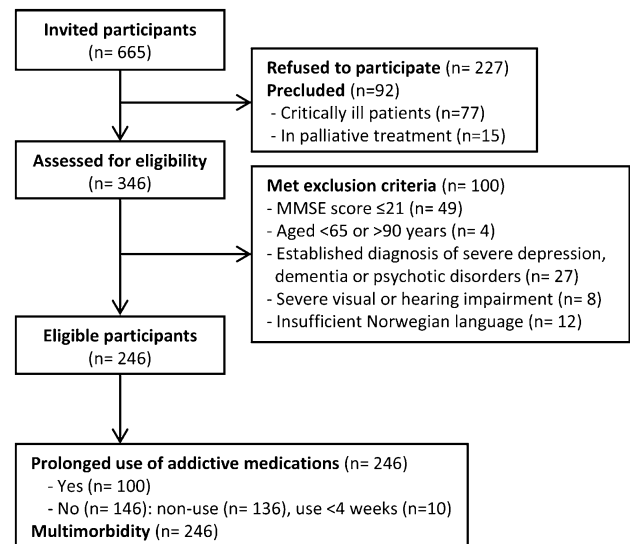 Invited participants
(n= 665)
Refused to participate (n= 227)
Precluded (n=92)
- Critically ill patients (n=77)
- In palliative treatment (n=15)
Assessed for eligibility
(n= 346)
Met exclusion criteria (n= 100)
- MMSE score ≤21 (n= 49)
- Aged <65 or >90 years (n= 4)
- Established diagnosis of severe depression,
dementia or psychotic disorders (n= 27)
- Severe visual or hearing impairment (n= 8)
- Insufficient Norwegian language (n= 12)
Eligible participants
(n= 246)
Prolonged use of addictive medications (n= 246)
- Yes (n= 100)
- No (n= 146): non-use (n= 136), use <4 weeks (n=10)
Multimorbidity (n= 246)